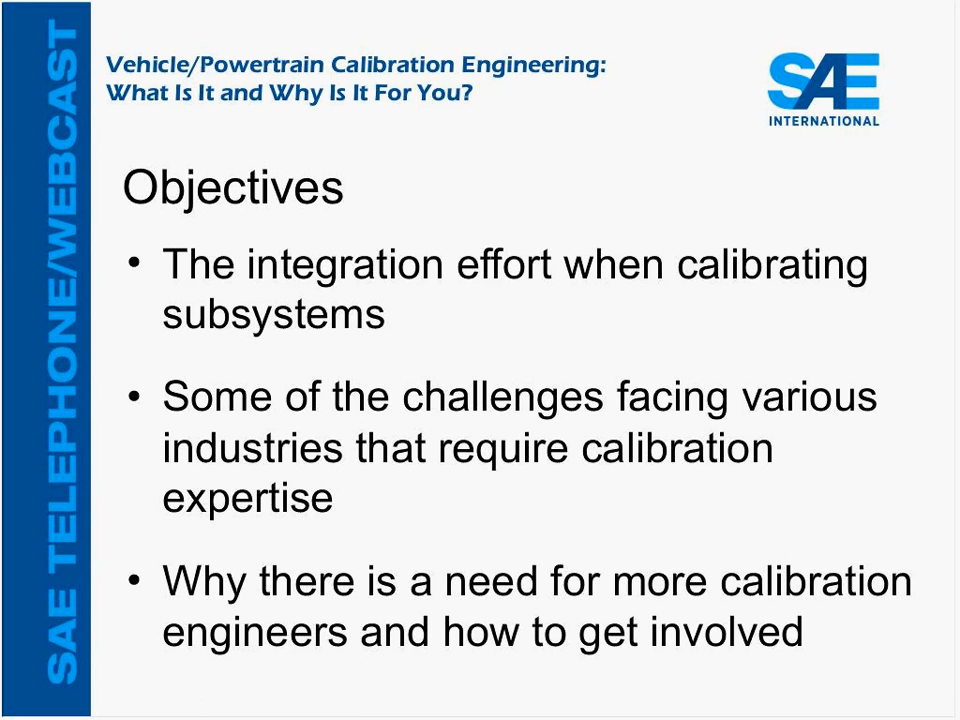 SAE TELEPHONE/WEBCAST
Vehicle/Powertrain Calibration Engineering:
What Is It and Why Is It For You?
SAE
INTERNATIONAL
Objectives
• The integration effort when calibrating
subsystems
• Some of the challenges facing various
industries that require calibration
expertise
• Why there is a need for more calibration
engineers and how to get involved